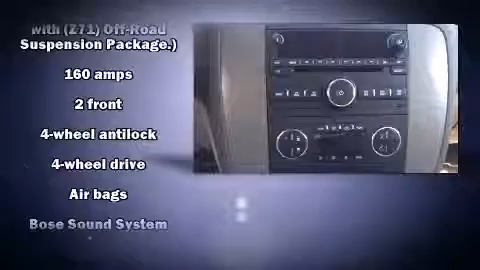 with (Z71) Off-Road
Suspension Package.)
160 amps
2 front
4-wheel antilock
4-wheel drive
Air bags
Bose Sound System